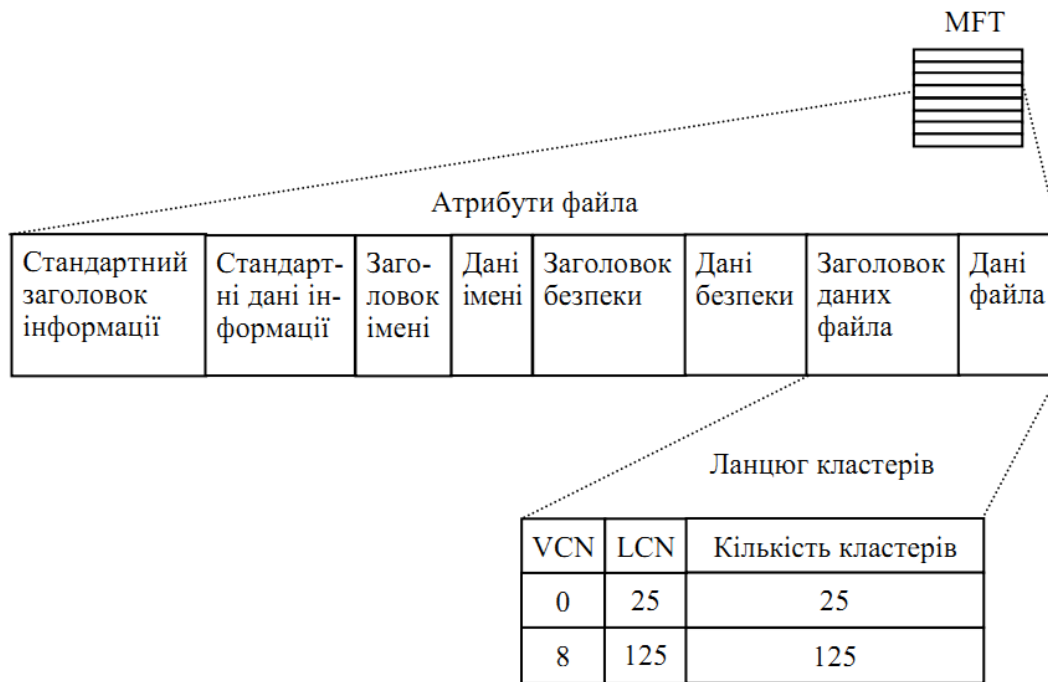 MFT
Атрибути файла
Стандартний
заголовок
інформації
Стандарт-
ні дані ін-
формації
Заго-
ловок
імені
Дані
імені
Заголовок
безпеки
Дані
безпеки
Заголовок
даних
файла
Дані
файла
Ланцюг кластерів
VCN LCN Кількість кластерів
0 25 25
8 125 125